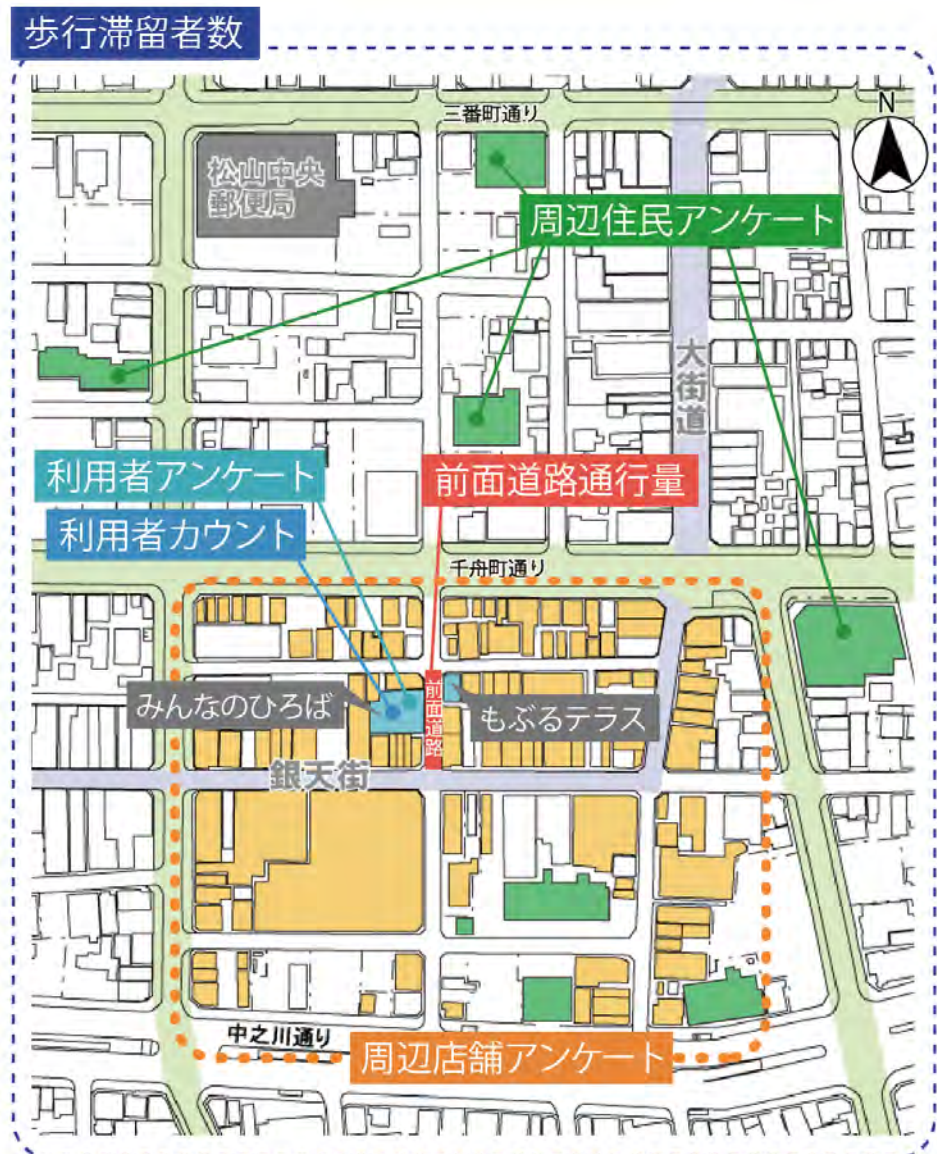 歩行滞留者数
三番町通り
N
松山中央
郵便局
周辺住民アンケート
大街道
利用者アンケート
前面道路通行量
利用者カウント
千舟町通り
みんなのひろば
前面道路
もぶるテラス
銀天街
中之川通り
周辺店舗アンケート